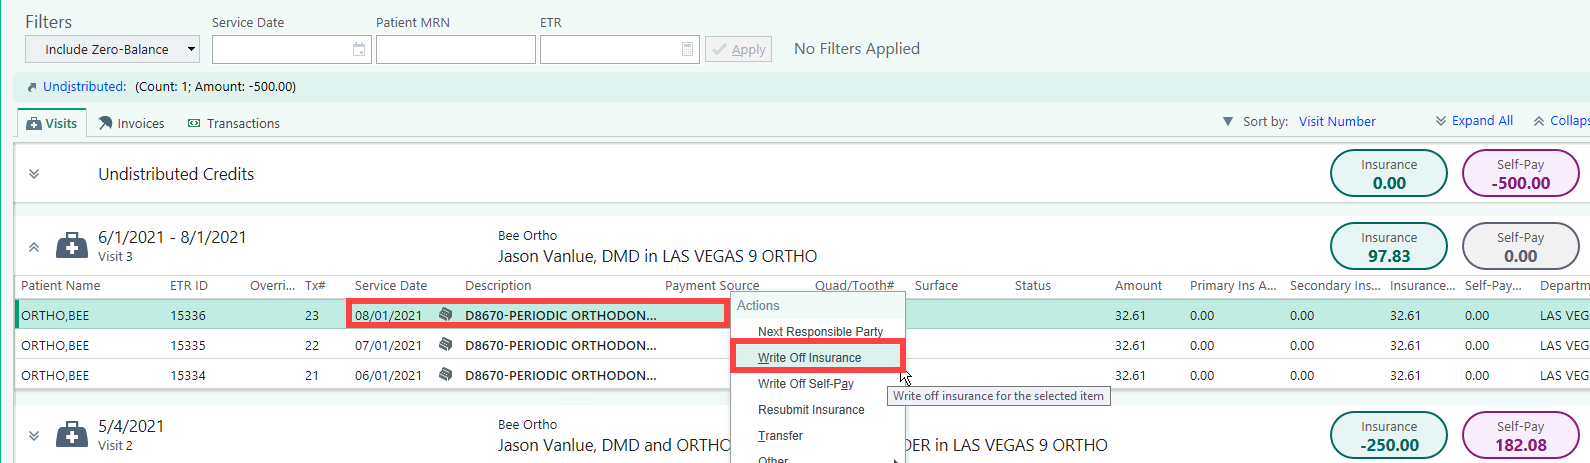 Filters
Service Date
Patient MRN
ETR
Include Zero-Balance
Apply
No Filters Applied
Undistributed: (Count: 1; Amount: -500.00)
Visits
Invoices
Transactions
Sort by: Visit Number
Expand All
Collaps
Undistributed Credits
Insurance
0.00
Self-Pay
-500.00
6/1/2021 - 8/1/2021
Visit 3
Bee Ortho
Jason Vanlue, DMD in LAS VEGAS 9 ORTHO
Insurance
97.83
Self-Pay
0.00
Patient Name ETR ID Overri... Tx# Service Date Description Payment Source Quad/Tooth# Surface Status Amount Primary Ins A... Secondary Ins... Insurance... Self-Pay... Departm
ORTHO,BEE 15336 23 08/01/2021 D8670-PERIODIC ORTHODON... 32.61 0.00 0.00 32.61 0.00 LAS VEG
ORTHO,BEE 15335 22 07/01/2021 D8670-PERIODIC ORTHODON... 32.61 0.00 0.00 32.61 0.00 LAS VEG
ORTHO,BEE 15334 21 06/01/2021 D8670-PERIODIC ORTHODON... 32.61 0.00 0.00 32.61 0.00 LAS VEG
Actions
Next Responsible Party
Write Off Insurance
Write Off Self-Pay
Resubmit Insurance
Transfer
Other
Write off insurance for the selected item
5/4/2021
Visit 2
Bee Ortho
Jason Vanlue, DMD and ORTHO DER in LAS VEGAS 9 ORTHO
Insurance
-250.00
Self-Pay
182.08